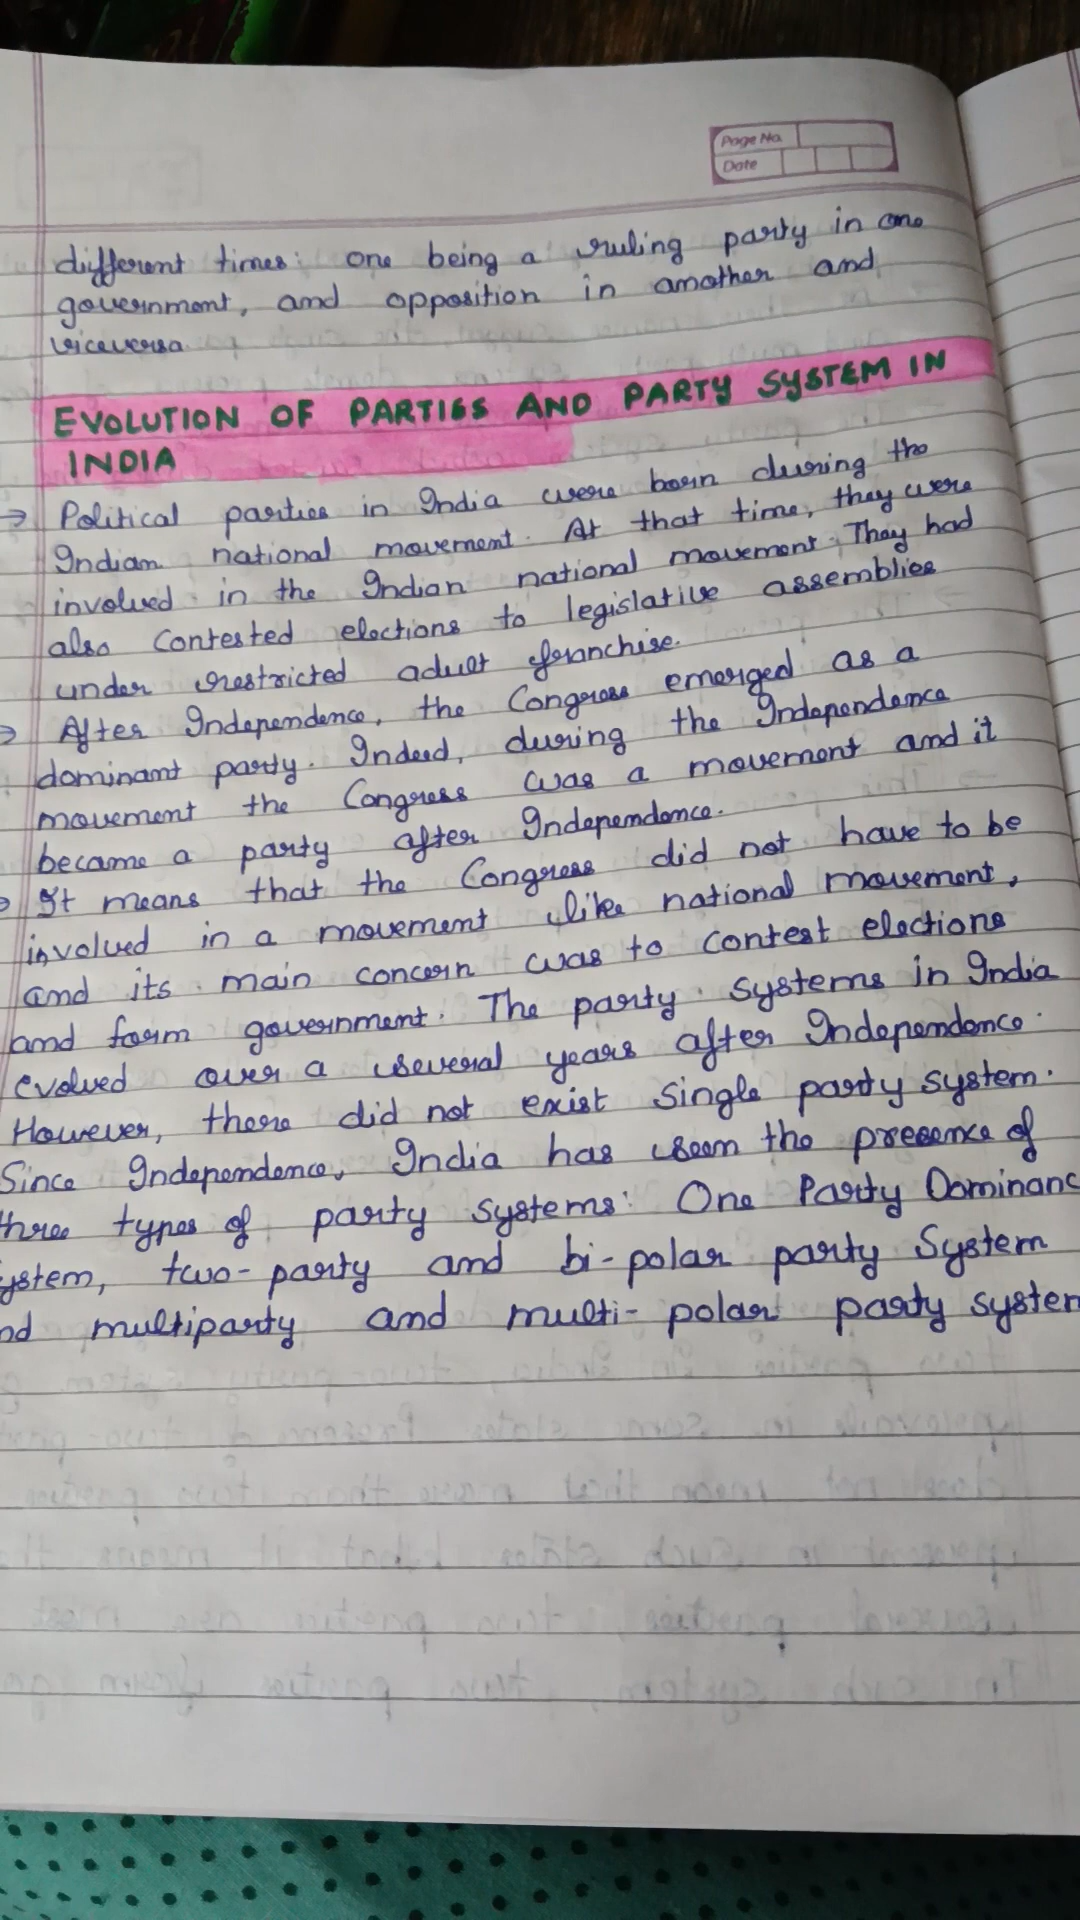 Page No.
Date
different times: one being a ruling party in one
government, and opposition in another and
viceversa.
EVOLUTION OF PARTIES AND PARTY SYSTEM IN
INDIA
→ Political parties in India were born during the
Indian national movement. At that time, they were
involved in the Indian national movement. They had
also contested elections to legislative assemblies
under restricted adult franchise.
→ After Independence, the Congress emerged as a
dominant party. Indeed, during the Independence
movement the Congress was a movement and it
became a party after Independence.
→ It means that the Congress did not have to be
involved in a movement like national movement,
and its main concern was to contest elections
and form government. The party systems in India
evolved over a several years after Independence.
However, there did not exist single party system.
Since Independence, India has seen the presence of
three types of party systems: One Party Dominanc
ystem, two-party and bi-polar party System
nd multiparty and multi-polar party system